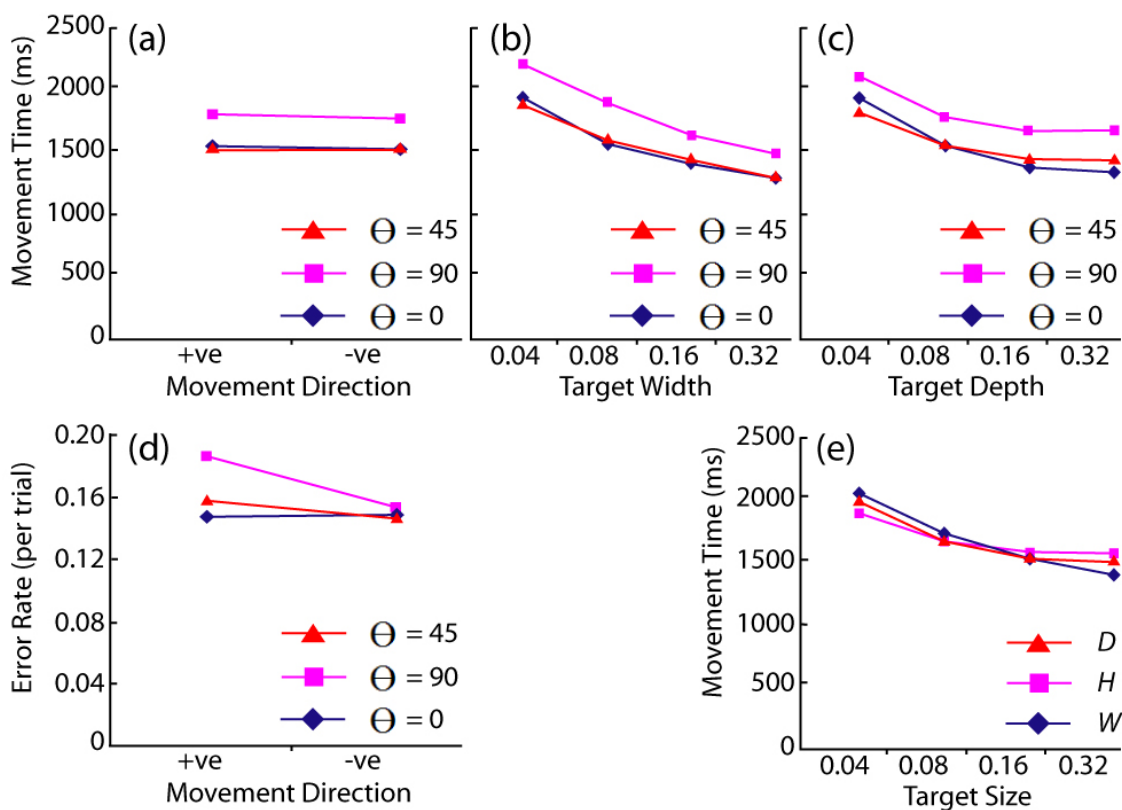 (a)
Movement Time (ms)
2500
2000
1500
1000
500
0
ϴ = 45
ϴ = 90
ϴ = 0
+ve
-ve
Movement Direction
(b)
ϴ = 45
ϴ = 90
ϴ = 0
0.04
0.08
0.16
0.32
Target Width
(c)
ϴ = 45
ϴ = 90
ϴ = 0
0.04
0.08
0.16
0.32
Target Depth
(d)
Error Rate (per trial)
0.20
0.16
0.12
0.08
0.04
0
ϴ = 45
ϴ = 90
ϴ = 0
+ve
-ve
Movement Direction
(e)
Movement Time (ms)
2500
2000
1500
1000
500
0
D
H
W
0.04
0.08
0.16
0.32
Target Size